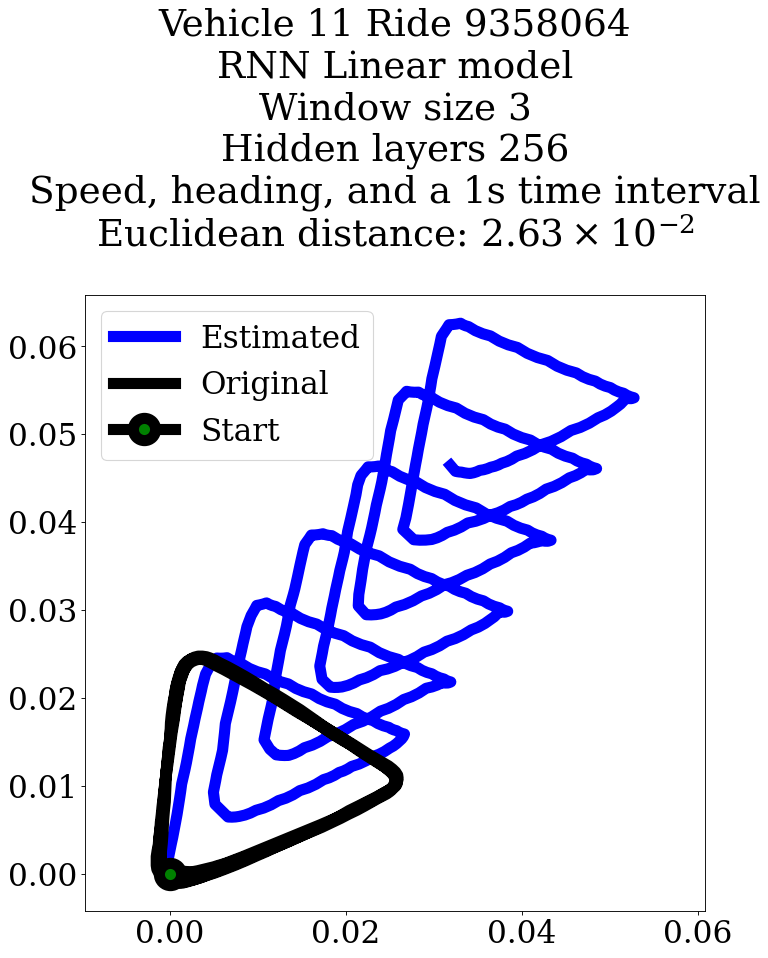 Vehicle 11 Ride 9358064
RNN Linear model
Window size 3
Hidden layers 256
Speed, heading, and a 1s time interval
Euclidean distance: 2.63 × 10⁻²
Estimated
Original
Start
0.06
0.05
0.04
0.03
0.02
0.01
0.00
0.00 0.02 0.04 0.06